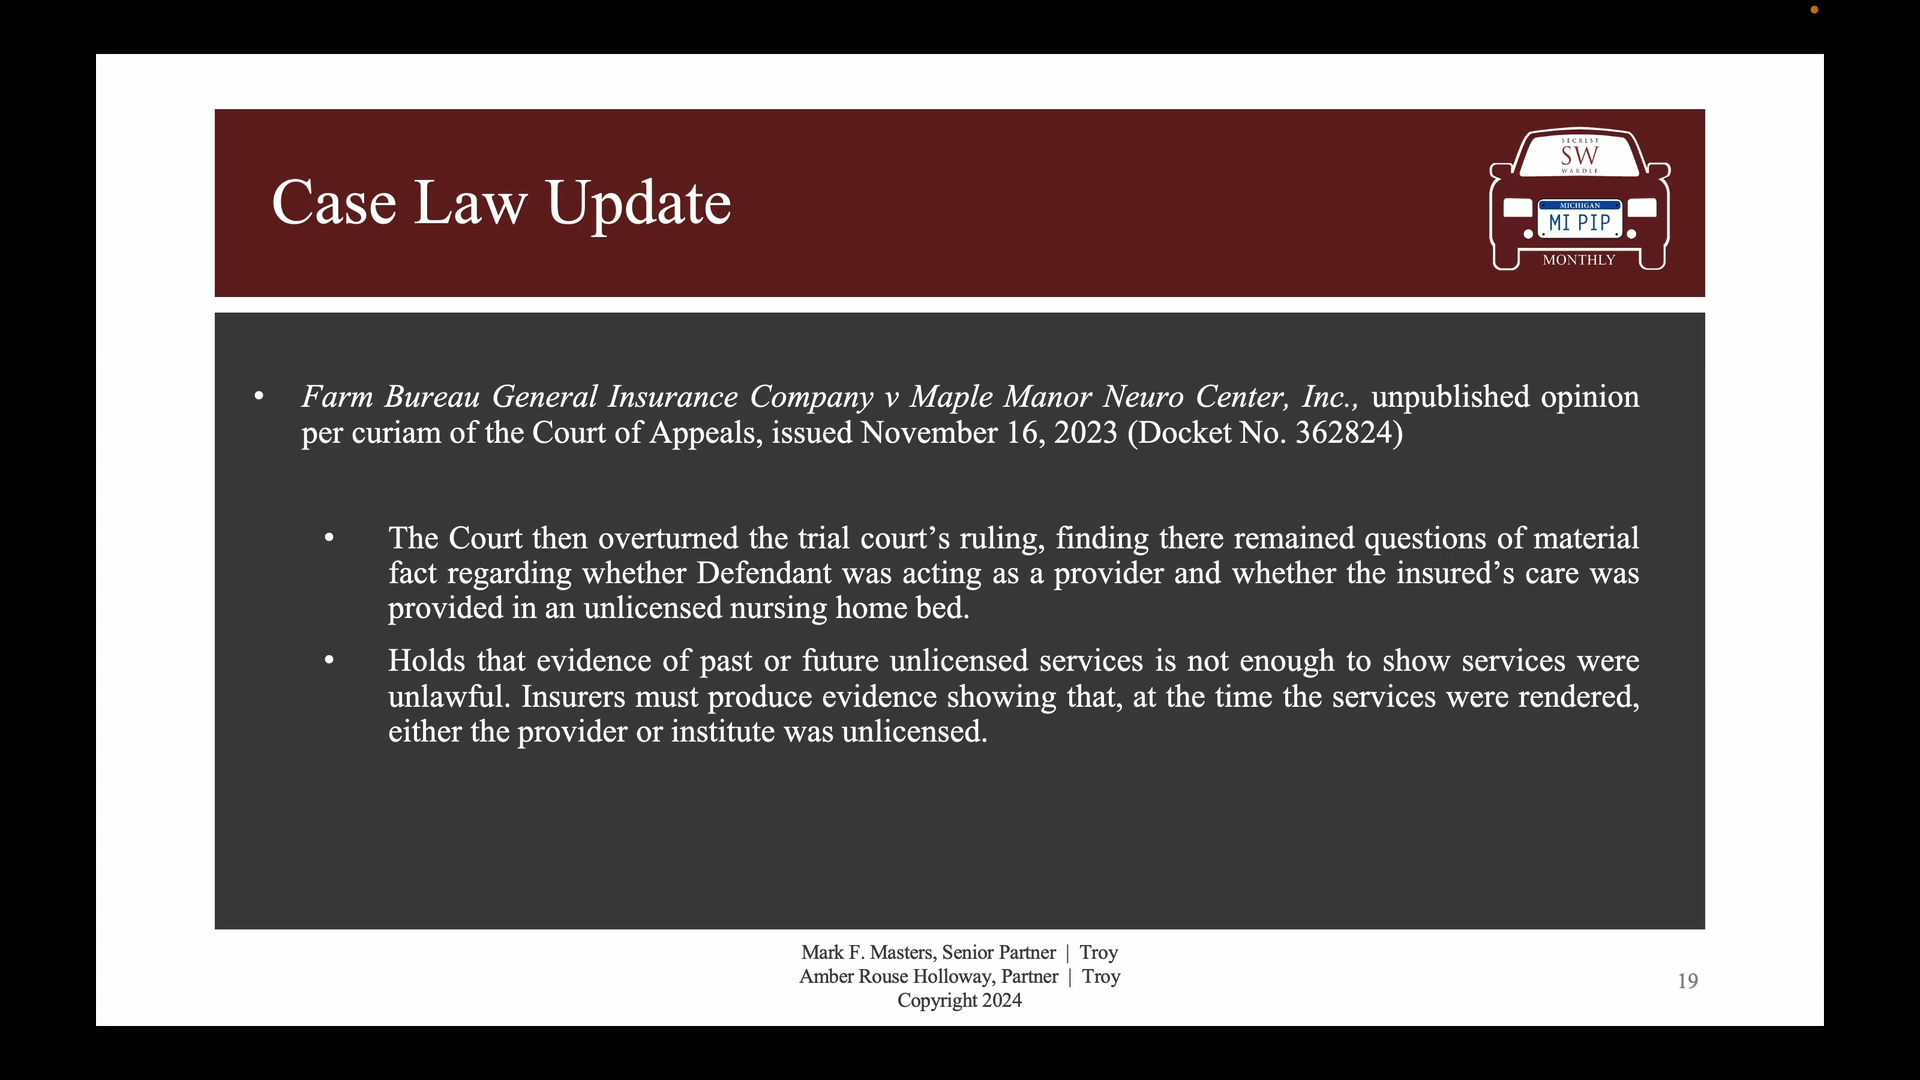 Case Law Update
SECREST
SW
WARDLE
MICHIGAN
MI PIP
MONTHLY
• Farm Bureau General Insurance Company v Maple Manor Neuro Center, Inc., unpublished opinion
per curiam of the Court of Appeals, issued November 16, 2023 (Docket No. 362824)
• The Court then overturned the trial court’s ruling, finding there remained questions of material
fact regarding whether Defendant was acting as a provider and whether the insured’s care was
provided in an unlicensed nursing home bed.
• Holds that evidence of past or future unlicensed services is not enough to show services were
unlawful. Insurers must produce evidence showing that, at the time the services were rendered,
either the provider or institute was unlicensed.
Mark F. Masters, Senior Partner | Troy
Amber Rouse Holloway, Partner | Troy
Copyright 2024
19